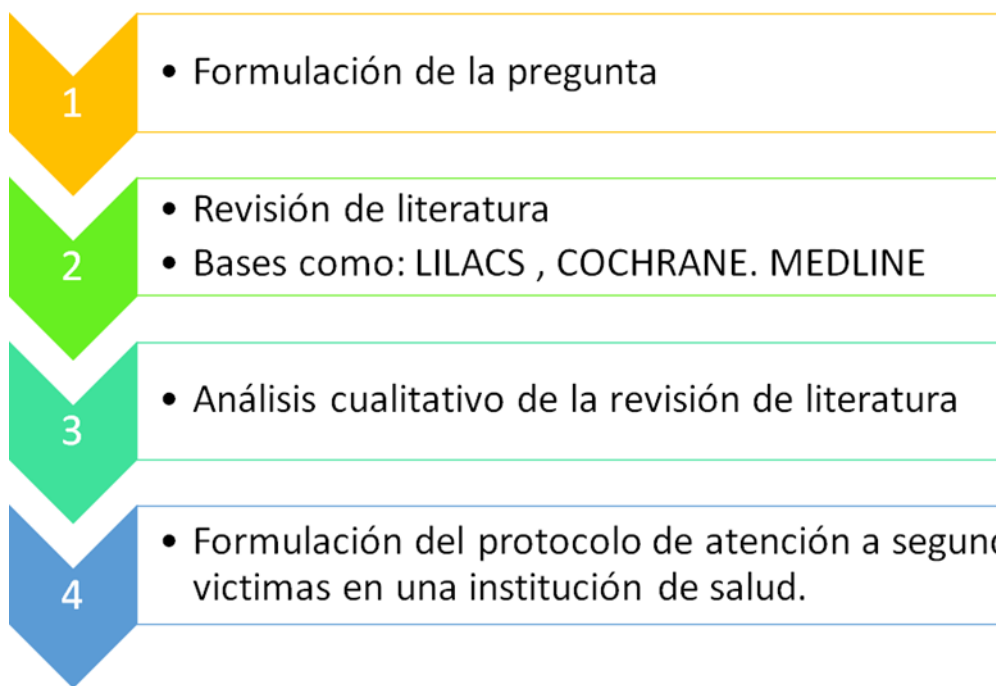 1
• Formulación de la pregunta
2
• Revisión de literatura
• Bases como: LILACS , COCHRANE. MEDLINE
3
• Análisis cualitativo de la revisión de literatura
4
• Formulación del protocolo de atención a
victimas en una institución de salud.